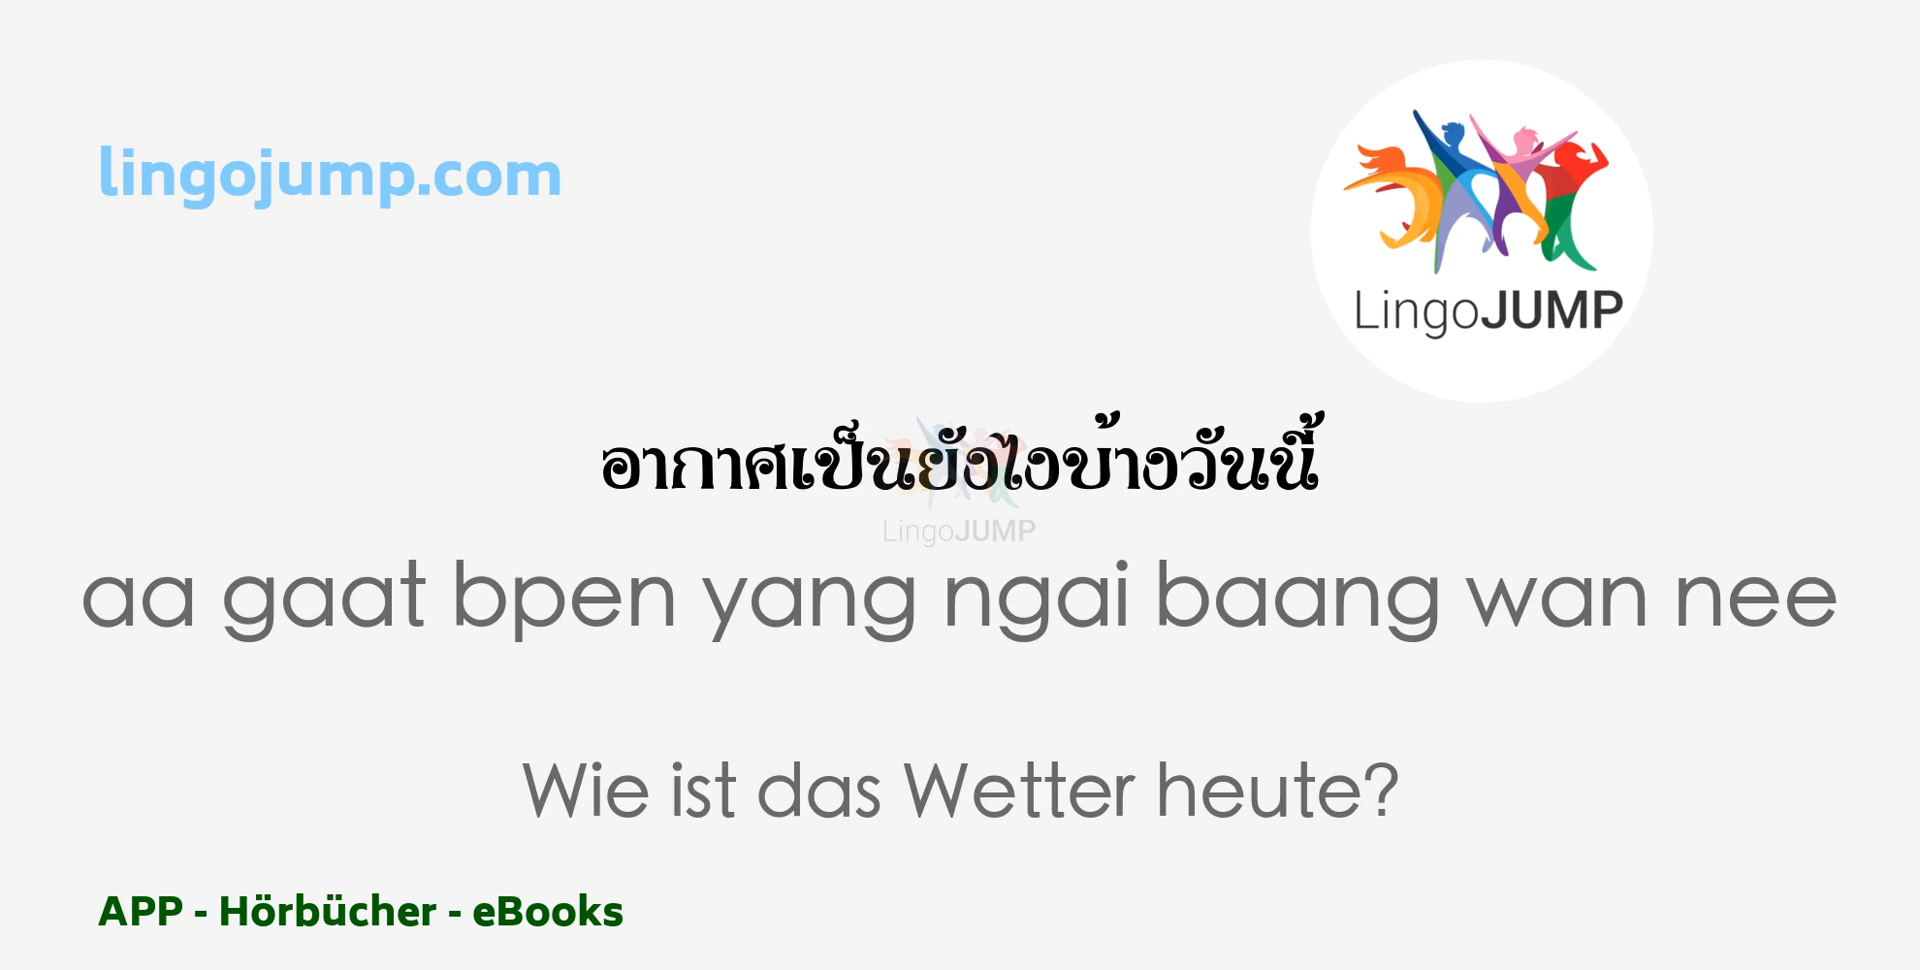 lingojump.com
LingoJUMP
อากาศเป็นยังไงบ้างวันนี้
LingoJUMP
aa gaat bpen yang ngai baang wan nee
Wie ist das Wetter heute?
APP - Hörbücher - eBooks